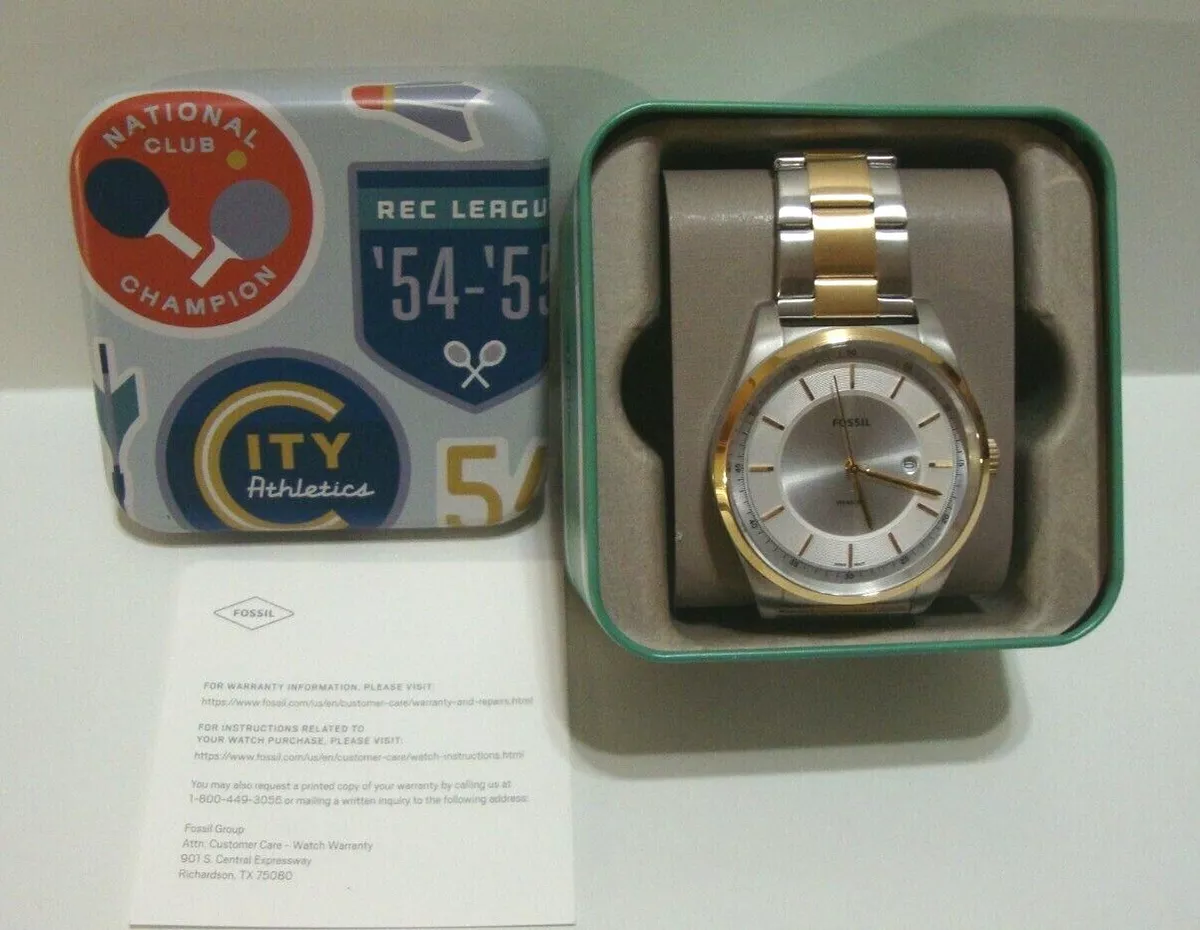 NATIONAL
CLUB
CHAMPION
REC LEAGU
'54-'55
CITY
Athletics
54
FOSSIL
FOSSIL
FOR WARRANTY INFORMATION, PLEASE VISIT:
https://www.fossil.com/us/en/customer-care/warranty-and-repairs.html
FOR INSTRUCTIONS RELATED TO
YOUR WATCH PURCHASE, PLEASE VISIT:
https://www.fossil.com/us/en/customer-care/watch-instructions.html
You may also request a printed copy of your warranty by calling us at
1-800-449-3056 or mailing a written inquiry to the following address:
Fossil Group
Attn: Customer Care - Watch Warranty
901 S. Central Expressway
Richardson, TX 75080